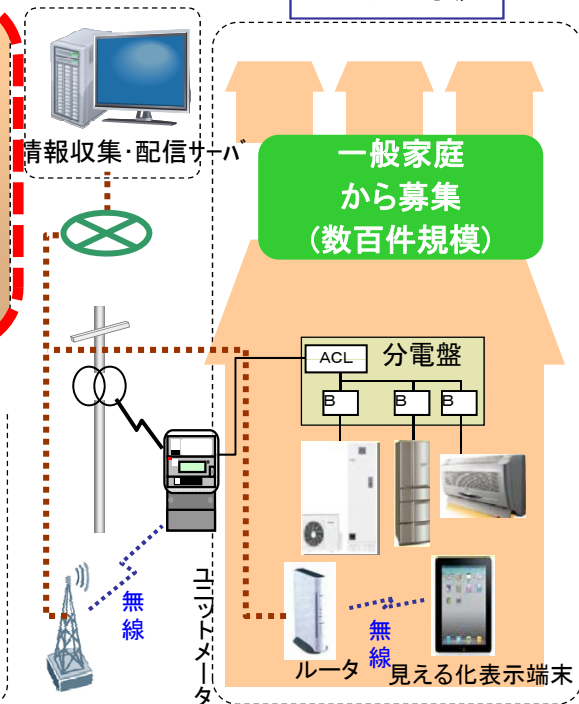 情報収集・配信サーバ
一般家庭
から募集
(数百件規模)
ACL
分電盤
B
B
B
ユニットメータ
無線
ルータ
無線
見える化表示端末